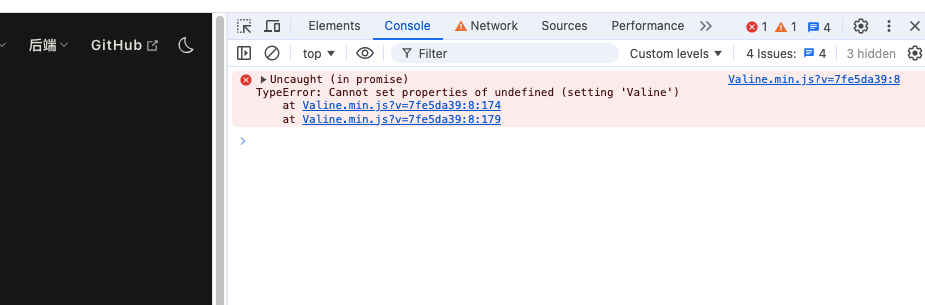 后端
GitHub
Elements
Console
Network
Sources
Performance
1
1
4
top
Filter
Custom levels
4 Issues:
4
3 hidden
Uncaught (in promise)
Valine.min.js?v=7fe5da39:8
TypeError: Cannot set properties of undefined (setting 'Valine')
at Valine.min.js?v=7fe5da39:8:174
at Valine.min.js?v=7fe5da39:8:179